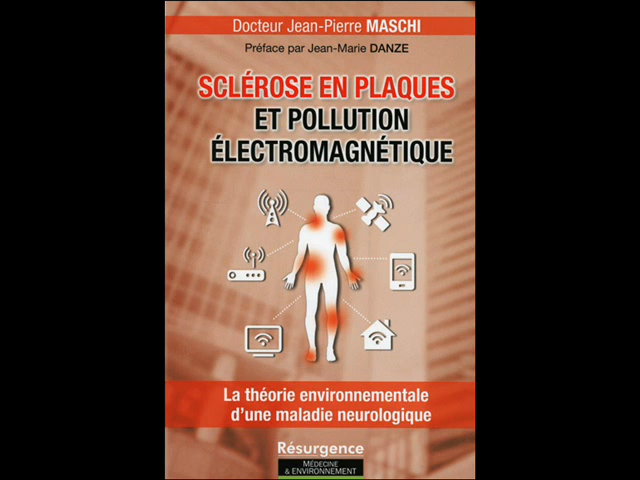 Docteur Jean-Pierre MASCHI
Préface par Jean-Marie DANZE
SCLÉROSE EN PLAQUES
ET POLLUTION
ÉLECTROMAGNÉTIQUE
La théorie environnementale
d'une maladie neurologique
Résurgence
MÉDECINE
& ENVIRONNEMENT